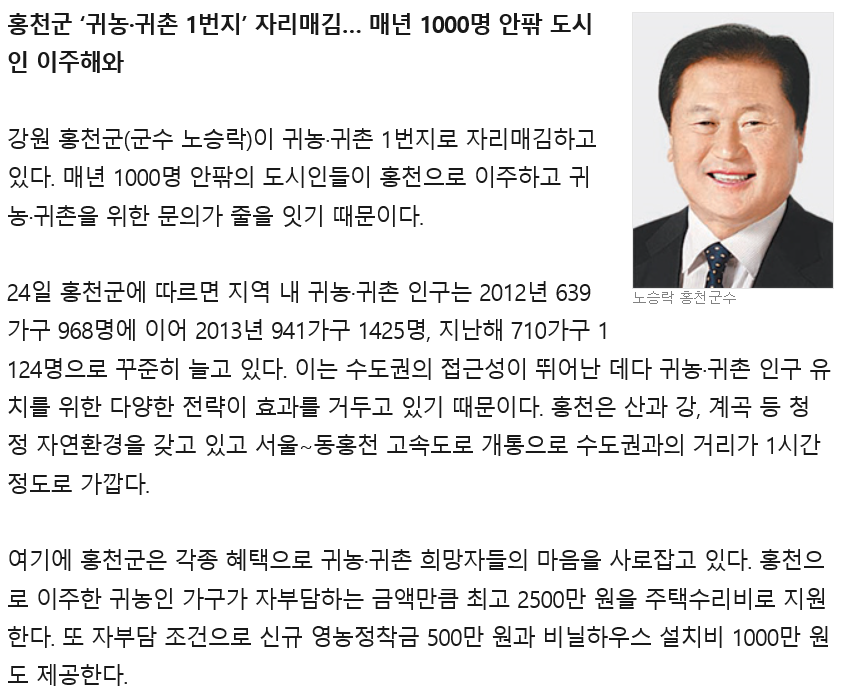 홍천군 ‘귀농·귀촌 1번지’ 자리매김… 매년 1000명 안팎 도시
인 이주해와
강원 홍천군(군수 노승락)이 귀농·귀촌 1번지로 자리매김하고
있다. 매년 1000명 안팎의 도시인들이 홍천으로 이주하고 귀
농·귀촌을 위한 문의가 줄을 잇기 때문이다.
노승락 홍천군수
24일 홍천군에 따르면 지역 내 귀농·귀촌 인구는 2012년 639
가구 968명에 이어 2013년 941가구 1425명, 지난해 710가구 1
124명으로 꾸준히 늘고 있다. 이는 수도권의 접근성이 뛰어난 데다 귀농·귀촌 인구 유
치를 위한 다양한 전략이 효과를 거두고 있기 때문이다. 홍천은 산과 강, 계곡 등 청
정 자연환경을 갖고 있고 서울~동홍천 고속도로 개통으로 수도권과의 거리가 1시간
정도로 가깝다.
여기에 홍천군은 각종 혜택으로 귀농·귀촌 희망자들의 마음을 사로잡고 있다. 홍천으
로 이주한 귀농인 가구가 자부담하는 금액만큼 최고 2500만 원을 주택수리비로 지원
한다. 또 자부담 조건으로 신규 영농정착금 500만 원과 비닐하우스 설치비 1000만 원
도 제공한다.